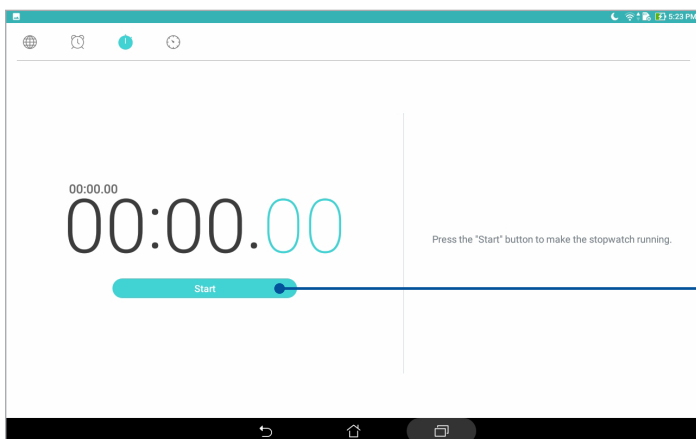 5:23 PM
00:00.00
00:00.00
Press the "Start" button to make the stopwatch running.
Start